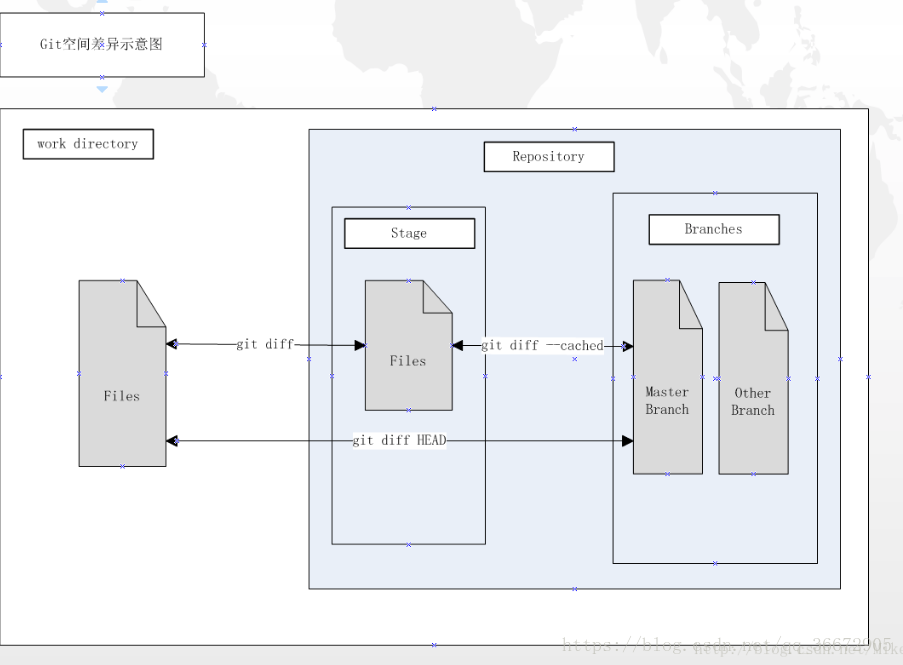 Git空间差异示意图
work directory
Repository
Stage
Branches
git diff
git diff --cached
Files
Files
Master
Branch
Other
Branch
git diff HEAD
https://blog.csdn.net/qq_36672905